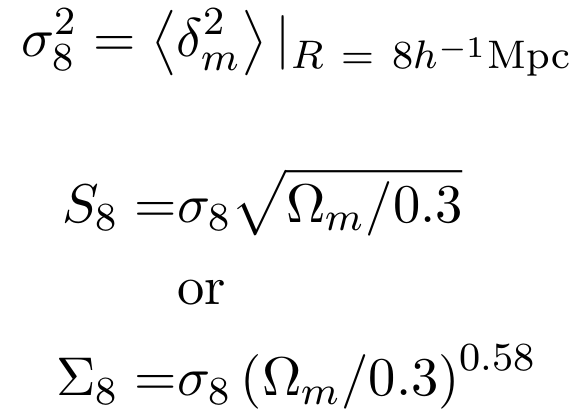 σ₈² = ⟨δₘ²⟩ |R = 8h⁻¹Mpc
S₈ =σ₈√Ωₘ/0.3
or
Σ₈ =σ₈ (Ωₘ/0.3)⁰·⁵⁸